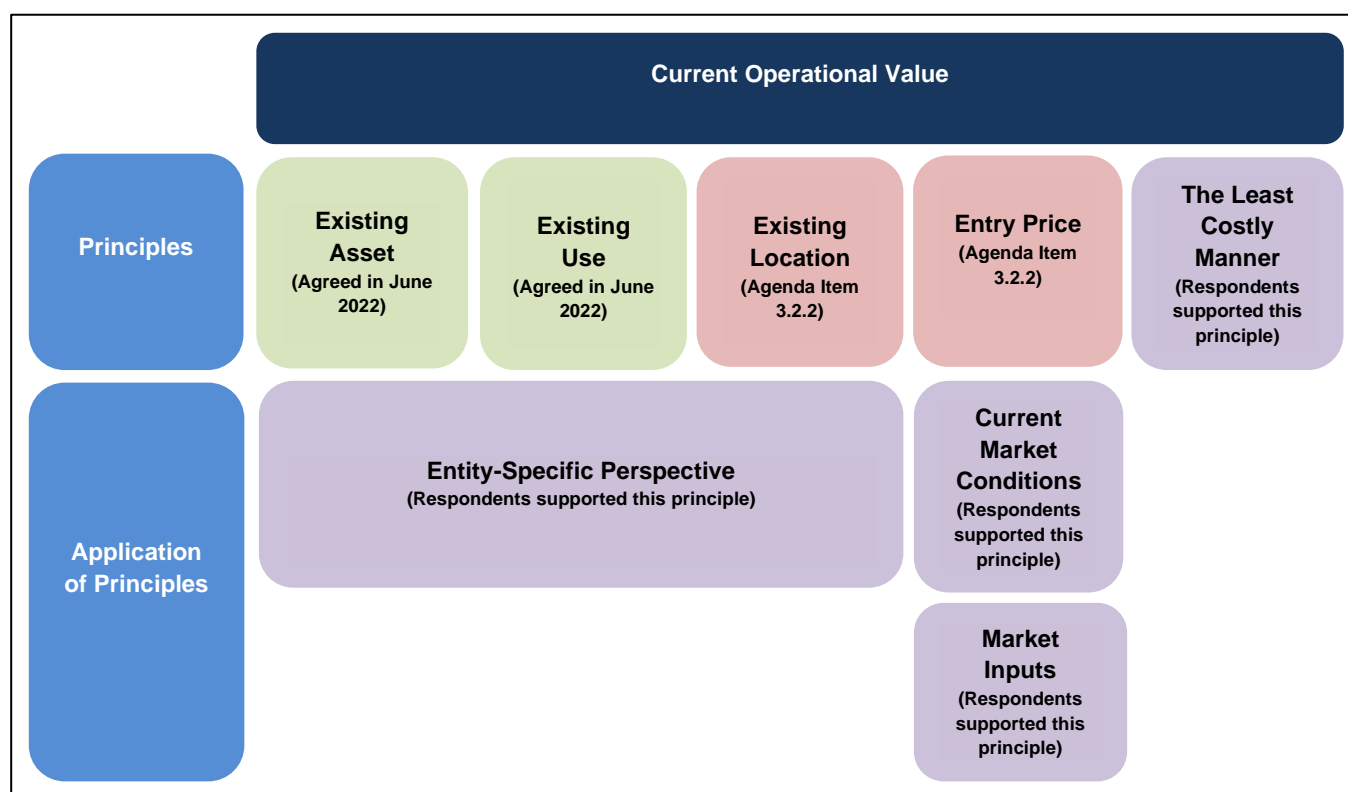 Current Operational Value
Principles
Existing
Asset
(Agreed in June
2022)
Existing
Use
(Agreed in June
2022)
Existing
Location
(Agenda Item
3.2.2)
Entry Price
(Agenda Item
3.2.2)
The Least
Costly
Manner
(Respondents
supported this
principle)
Application
of Principles
Entity-Specific Perspective
(Respondents supported this principle)
Current
Market
Conditions
(Respondents
supported this
principle)
Market
Inputs
(Respondents
supported this
principle)